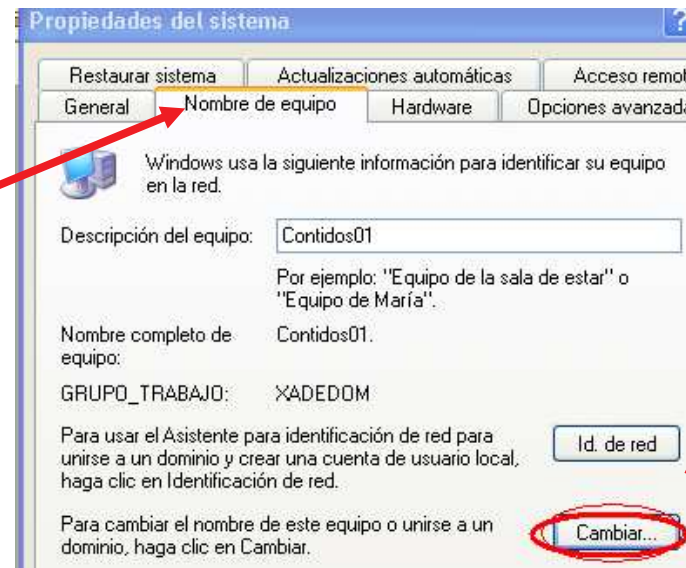 Propiedades del sistema
?
Restaurar sistema
Actualizaciones automáticas
Acceso remot
General
Nombre de equipo
Hardware
Opciones avanzada
Windows usa la siguiente información para identificar su equipo
en la red.
Descripción del equipo:
Contidos01
Por ejemplo: "Equipo de la sala de estar" o
"Equipo de María".
Nombre completo de
equipo:
Contidos01.
GRUPO_TRABAJO:
XADEDOM
Para usar el Asistente para identificación de red para
unirse a un dominio y crear una cuenta de usuario local,
haga clic en Identificación de red.
Id. de red
Para cambiar el nombre de este equipo o unirse a un
dominio, haga clic en Cambiar.
Cambiar...